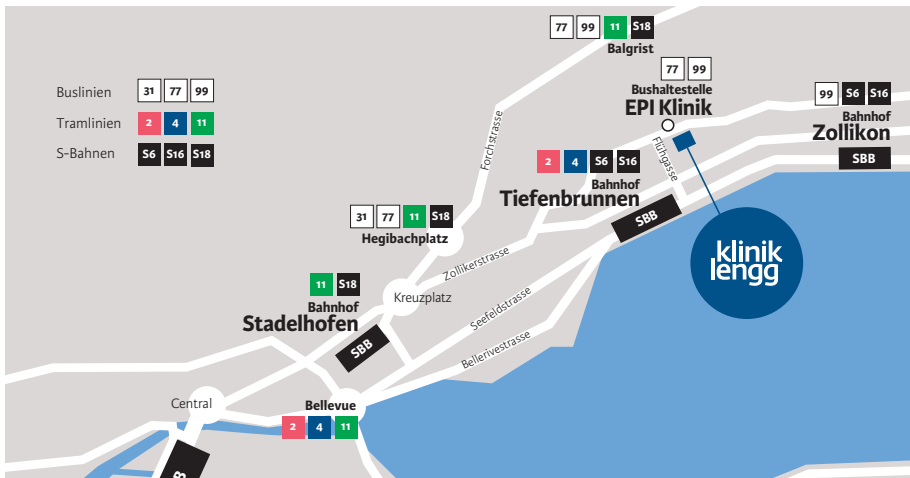 77 99 11 S18
Balgrist
77 99
Bushaltestelle
EPI Klinik
Buslinien 31 77 99
Tramlinien 2 4 11
S-Bahnen S6 S16 S18
99 S6 S16
Bahnhof
Zollikon
SBB
Forchstrasse
Flühgasse
2 4 S6 S16
Bahnhof
Tiefenbrunnen
SBB
31 77 11 S18
Hegibachplatz
klinik
lengg
Zollikerstrasse
11 S18
Bahnhof
Stadelhofen
Kreuzplatz
Seefeldstrasse
SBB
Bellerivestrasse
Central
Bellevue
2 4 11